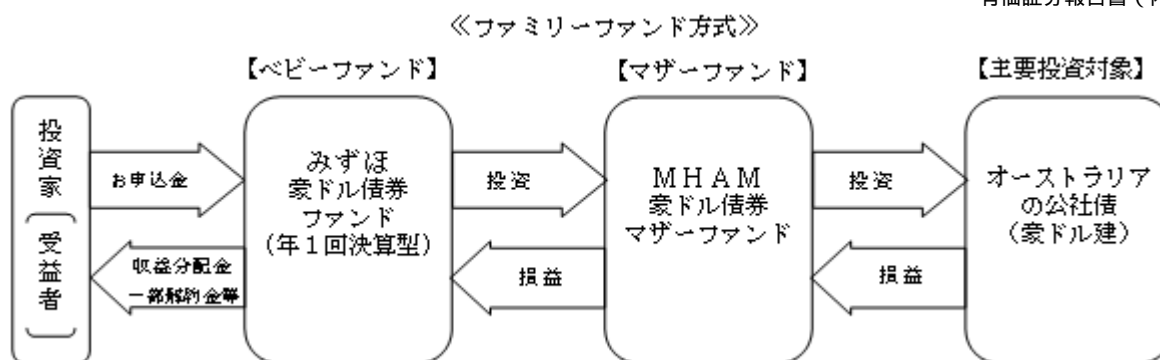 有価証券報告書
≪ファミリーファンド方式≫
【ベビーファンド】
【マザーファンド】
【主要投資対象】
投資家
(受益者)
お申込金
収益分配金
一部解約金等
みずほ
豪ドル債券
ファンド
(年1回決算型)
投資
損益
MHAM
豪ドル債券
マザーファンド
投資
損益
オーストラリア
の公社債
(豪ドル建)